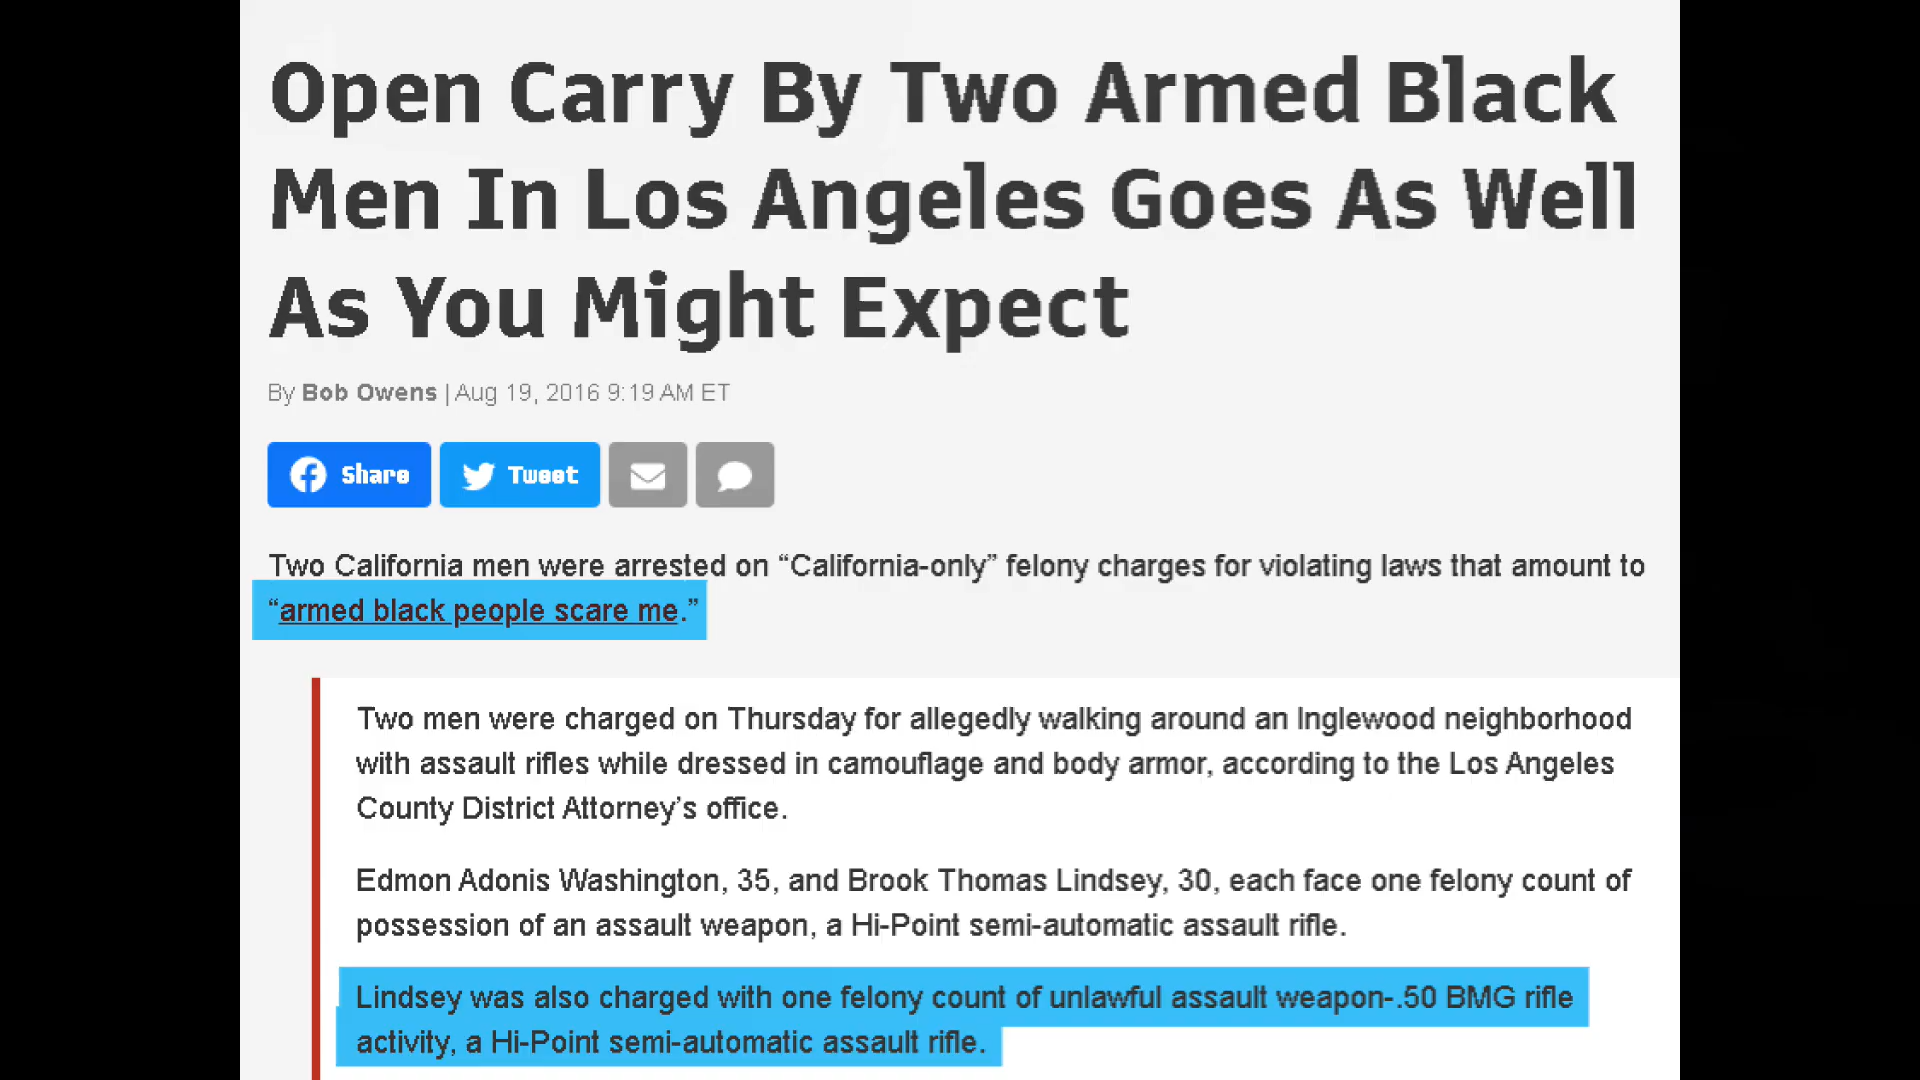 Open Carry By Two Armed Black
Men In Los Angeles Goes As Well
As You Might Expect
By Bob Owens | Aug 19, 2016 9:19 AM ET
Share Tweet
Two California men were arrested on “California-only” felony charges for violating laws that amount to
“armed black people scare me.”
Two men were charged on Thursday for allegedly walking around an Inglewood neighborhood
with assault rifles while dressed in camouflage and body armor, according to the Los Angeles
County District Attorney’s office.
Edmon Adonis Washington, 35, and Brook Thomas Lindsey, 30, each face one felony count of
possession of an assault weapon, a Hi-Point semi-automatic assault rifle.
Lindsey was also charged with one felony count of unlawful assault weapon-.50 BMG rifle
activity, a Hi-Point semi-automatic assault rifle.